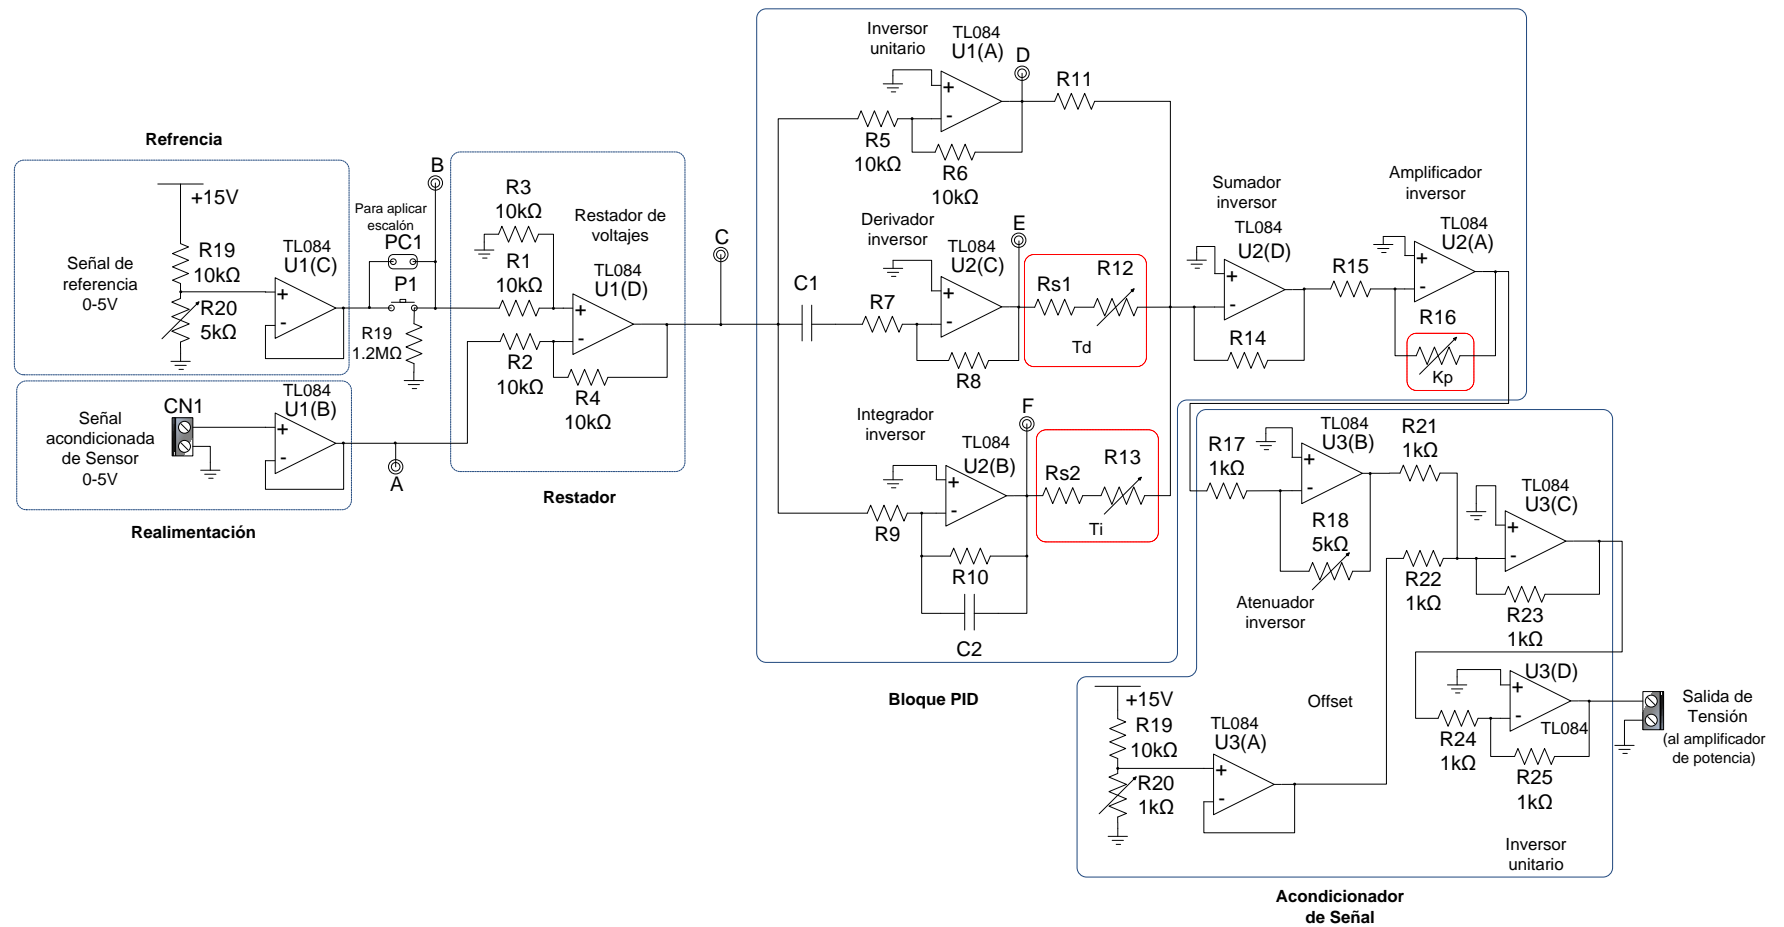 Refrencia
+15V
R19
10kΩ
Señal de
referencia
0-5V
R20
5kΩ
TL084
U1(C)
+
-
Para aplicar
escalón
PC1
P1
R19
1.2MΩ
B
Señal
acondicionada
de Sensor
0-5V
CN1
TL084
U1(B)
+
-
A
Realimentación
R3
10kΩ
R1
10kΩ
R2
10kΩ
R4
10kΩ
Restador de
voltajes
TL084
U1(D)
+
-
Restador
C
Inversor
unitario
TL084
U1(A)
+
-
D
R5
10kΩ
R6
10kΩ
R11
Derivador
inversor
TL084
U2(C)
+
-
E
C1
R7
R8
Rs1
R12
Td
Integrador
inversor
TL084
U2(B)
+
-
F
R9
R10
C2
Rs2
R13
Ti
Sumador
inversor
TL084
U2(D)
+
-
R14
R15
Amplificador
inversor
TL084
U2(A)
+
-
R16
Kp
Bloque PID
R17
1kΩ
TL084
U3(B)
+
-
R18
5kΩ
Atenuador
inversor
R21
1kΩ
R22
1kΩ
TL084
U3(C)
+
-
R23
1kΩ
+15V
R19
10kΩ
R20
1kΩ
TL084
U3(A)
+
-
Offset
R24
1kΩ
U3(D)
TL084
+
-
R25
1kΩ
Inversor
unitario
Salida de
Tensión
(al amplificador
de potencia)
Acondicionador
de Señal